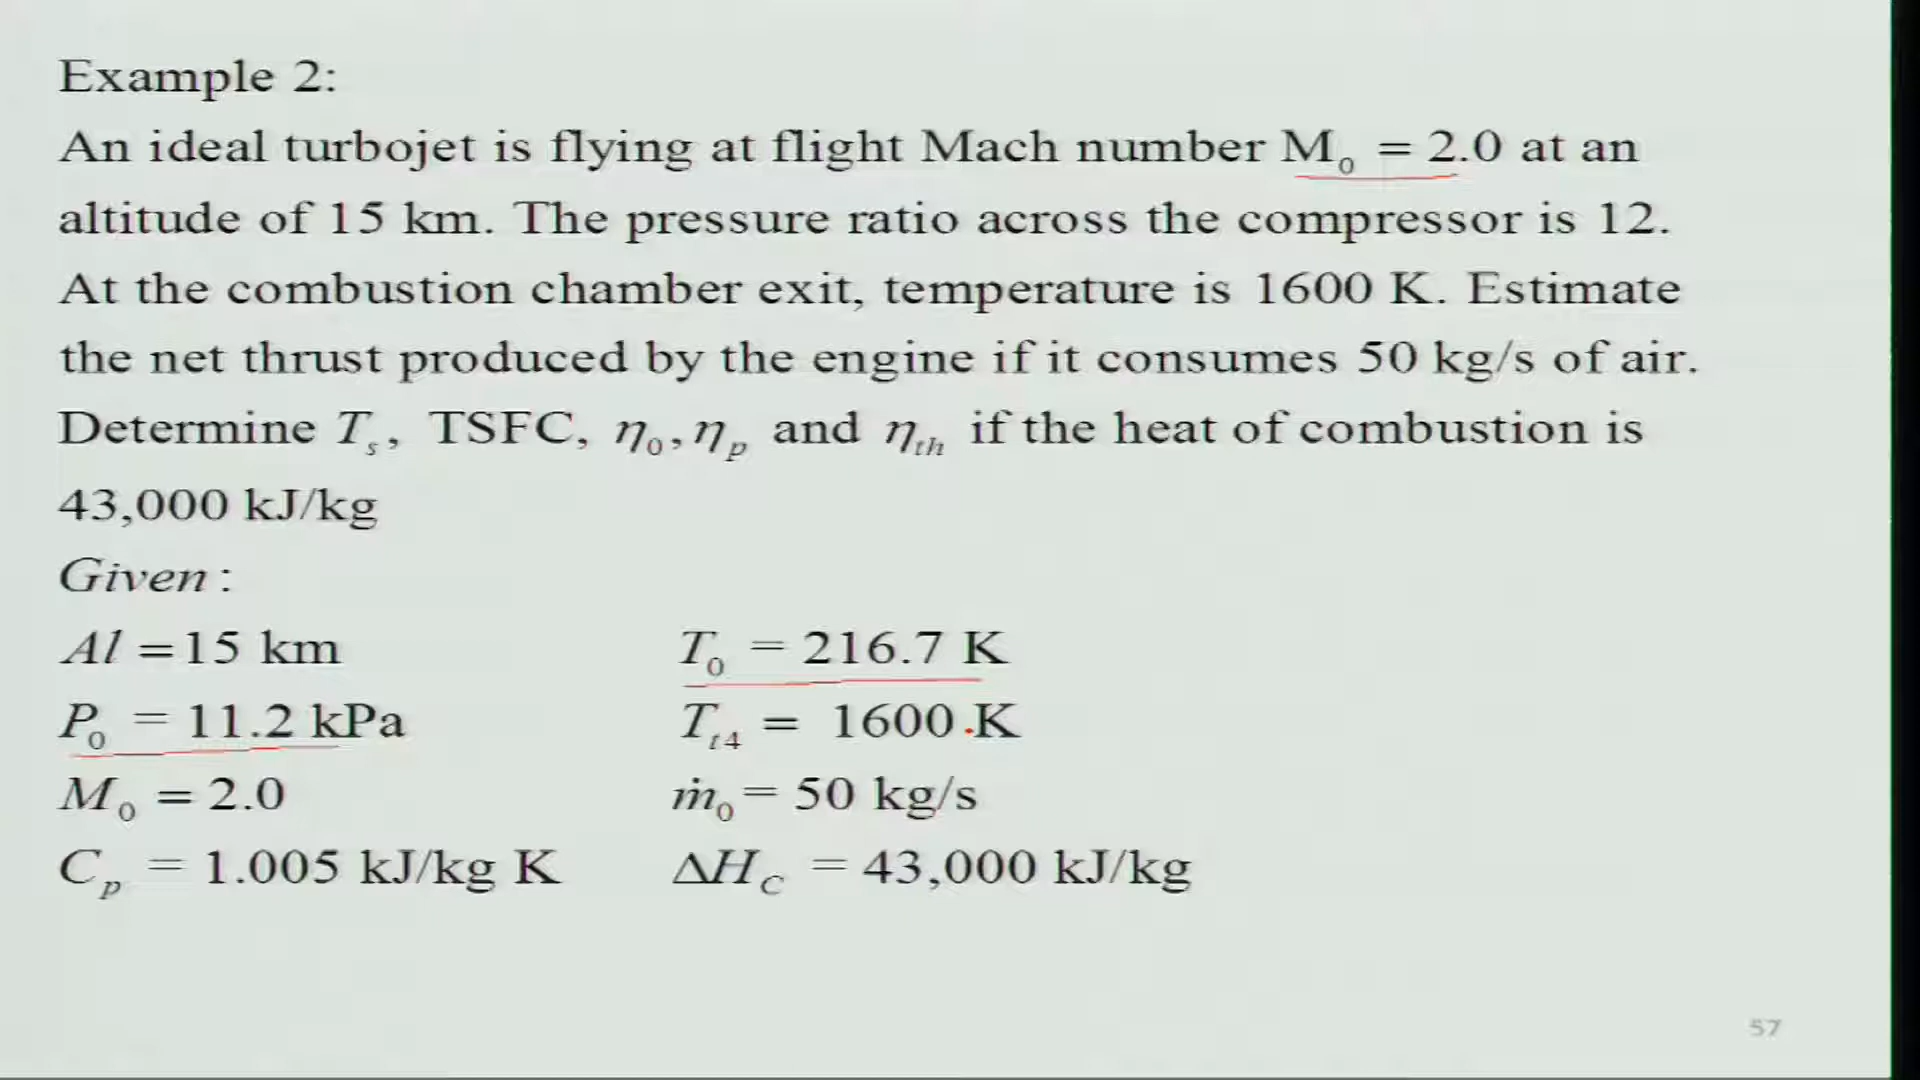 Example 2:
An ideal turbojet is flying at flight Mach number M₀ = 2.0 at an
altitude of 15 km. The pressure ratio across the compressor is 12.
At the combustion chamber exit, temperature is 1600 K. Estimate
the net thrust produced by the engine if it consumes 50 kg/s of air.
Determine Tₛ, TSFC, η₀, ηₚ and ηₜₕ if the heat of combustion is
43,000 kJ/kg
Given :
Al = 15 km T₀ = 216.7 K
P₀ = 11.2 kPa Tₜ₄ = 1600 K
M₀ = 2.0 ṁ₀ = 50 kg/s
Cₚ = 1.005 kJ/kg K ΔH_C = 43,000 kJ/kg
57